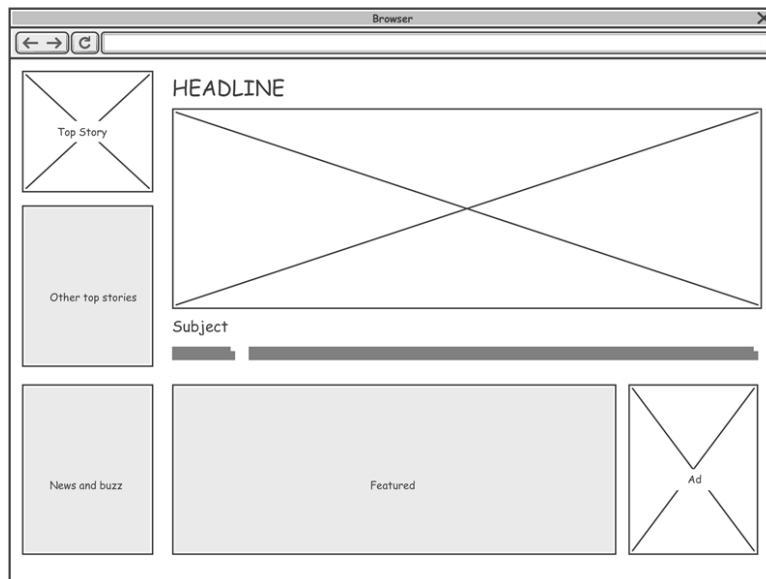 Browser
Top Story
HEADLINE
Other top stories
Subject
News and buzz
Featured
Ad